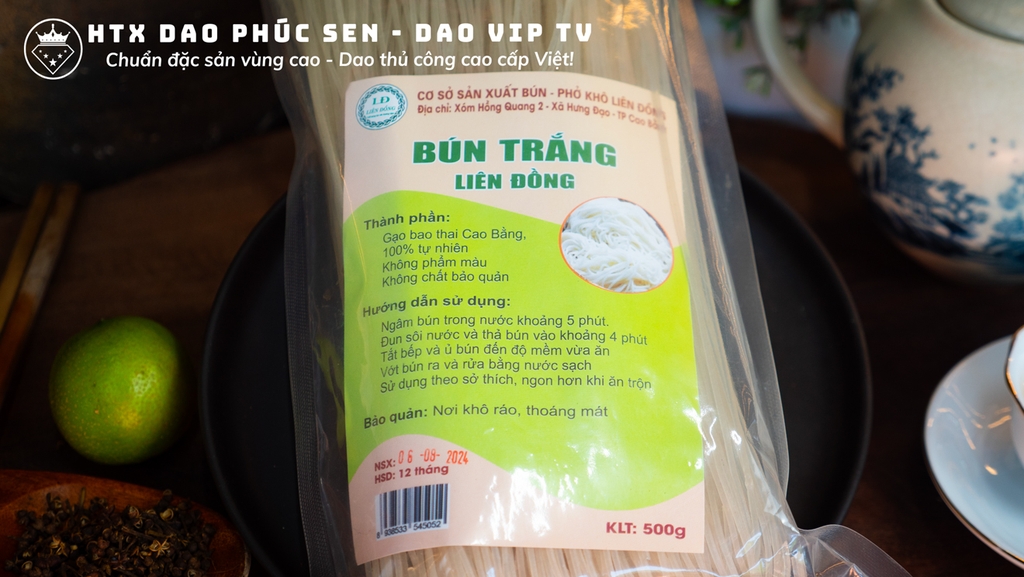 HTX DAO PHÚC SEN - DAO VIP TV
Chuẩn đặc sản vùng cao - Dao thủ công cao cấp Việt!
LĐ
LIÊN ĐỒNG
CƠ SỞ SẢN XUẤT BÚN - PHỞ KHÔ LIÊN ĐỒNG
Địa chỉ: Xóm Hồng Quang 2 - Xã Hưng Đạo - TP Cao Bằng
BÚN TRẮNG
LIÊN ĐỒNG
Thành phần:
Gạo bao thai Cao Bằng,
100% tự nhiên
Không phẩm màu
Không chất bảo quản
Hướng dẫn sử dụng:
Ngâm bún trong nước khoảng 5 phút.
Đun sôi nước và thả bún vào khoảng 4 phút
Tắt bếp và ủ bún đến độ mềm vừa ăn
Vớt bún ra và rửa bằng nước sạch
Sử dụng theo sở thích, ngon hơn khi ăn trộn
Bảo quản: Nơi khô ráo, thoáng mát
NSX: 06 -09- 2024
HSD: 12 tháng
8 938533 545052
KLT: 500g